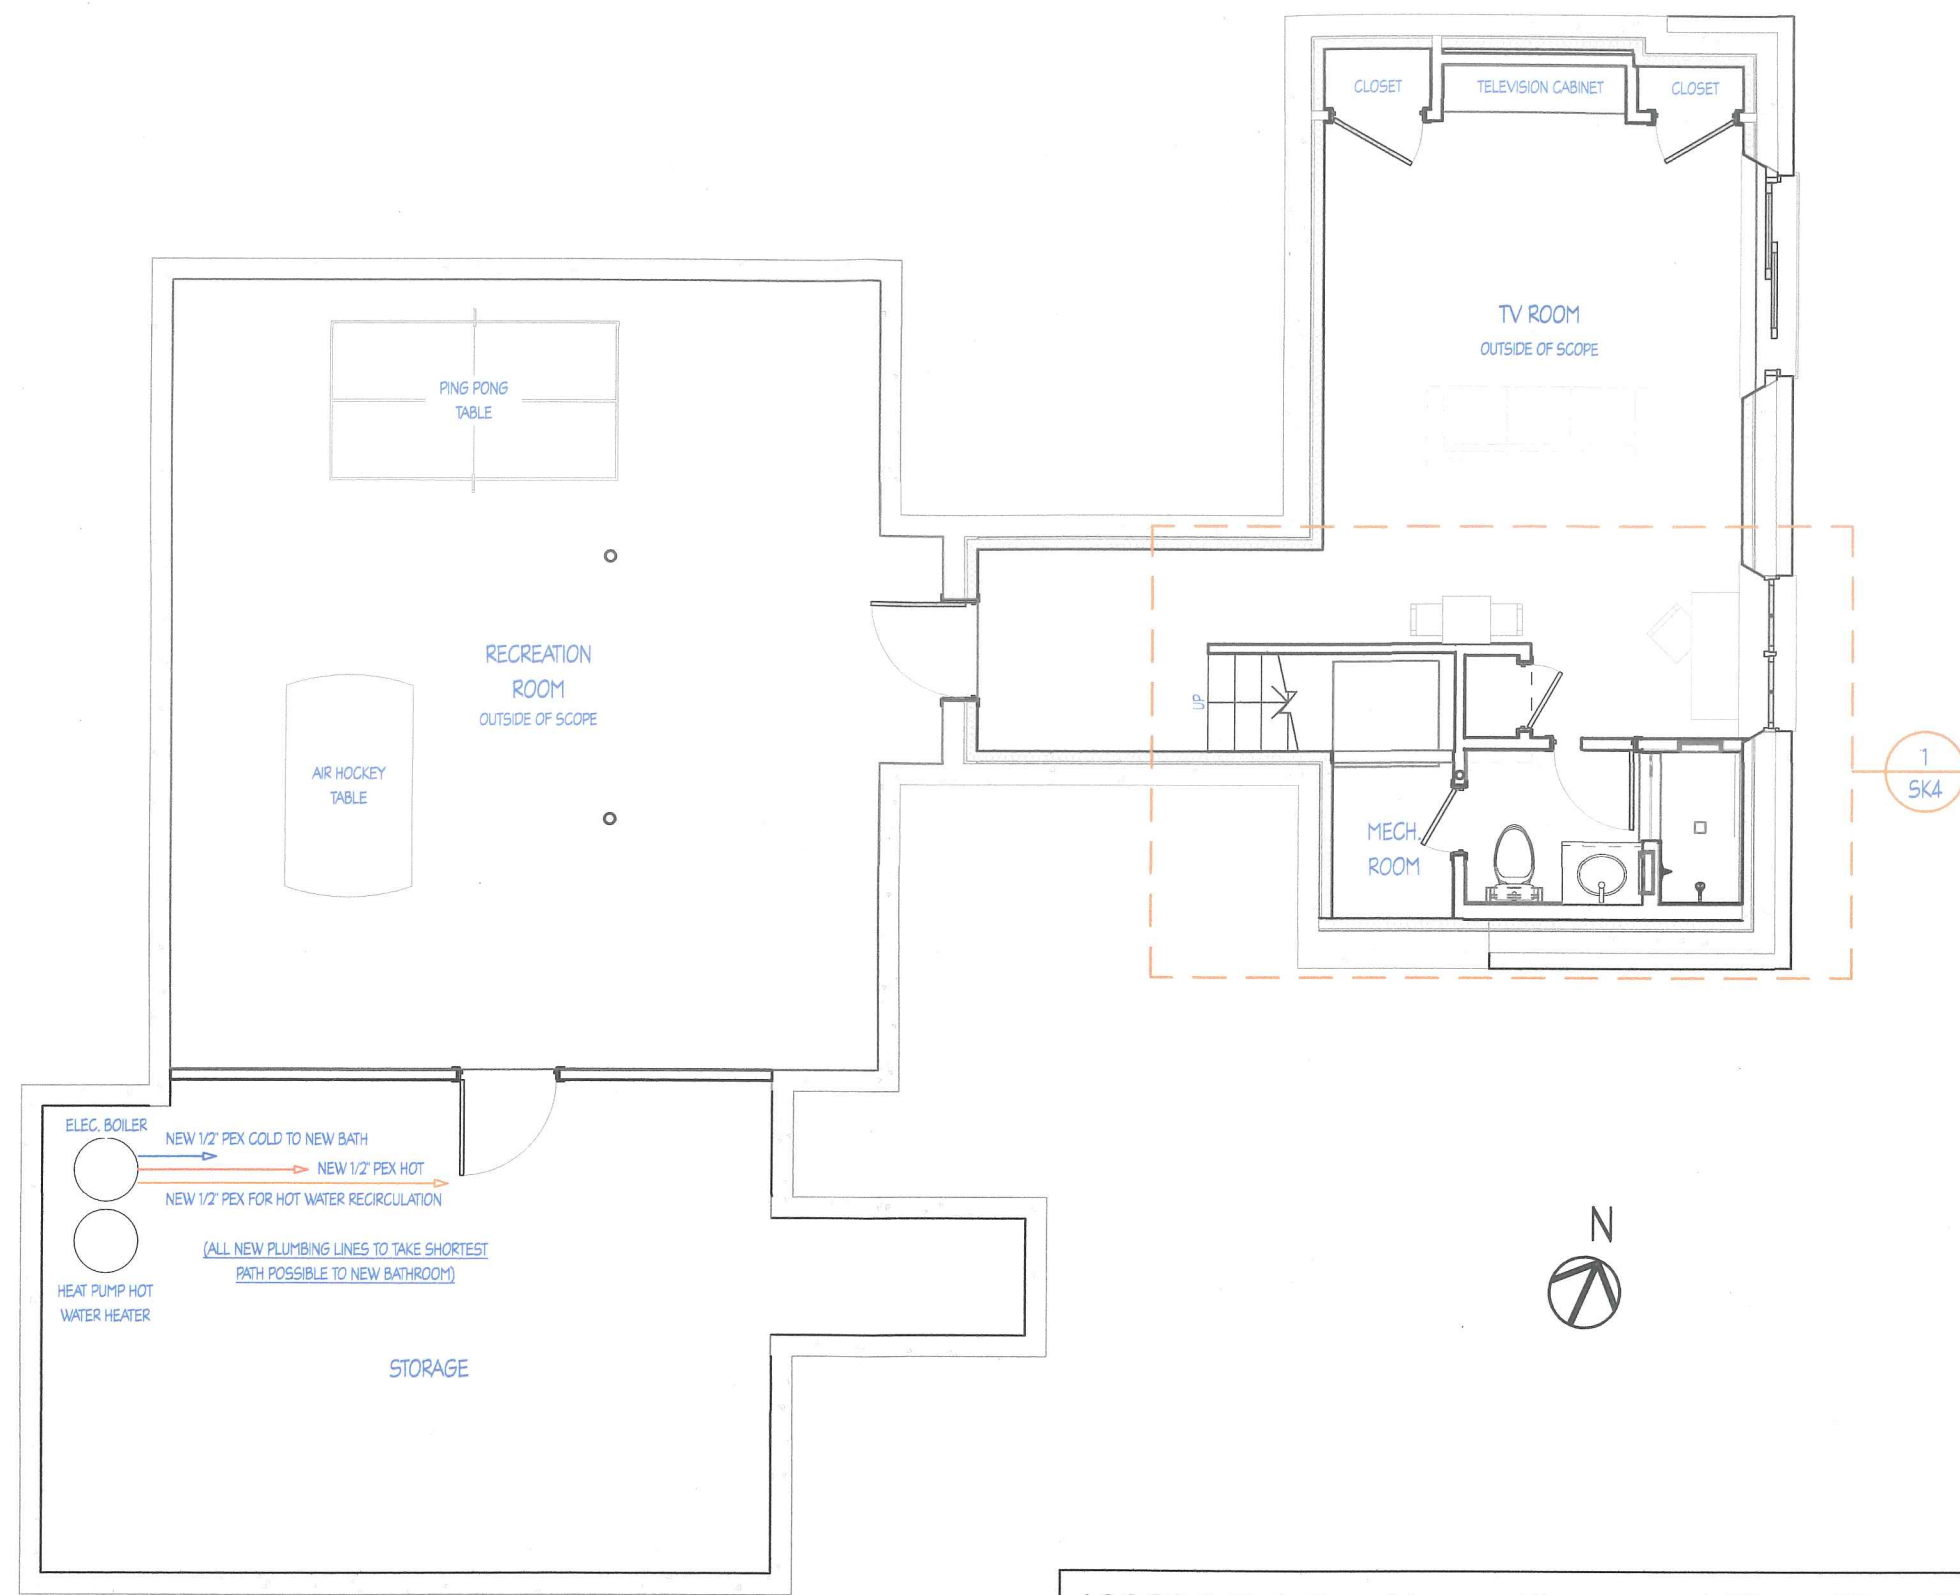 CLOSET
TELEVISION CABINET
CLOSET
TV ROOM
OUTSIDE OF SCOPE
PING PONG
TABLE
RECREATION
ROOM
OUTSIDE OF SCOPE
AIR HOCKEY
TABLE
UP
1
SK4
MECH.
ROOM
ELEC. BOILER
NEW 1/2" PEX COLD TO NEW BATH
NEW 1/2" PEX HOT
NEW 1/2" PEX FOR HOT WATER RECIRCULATION
(ALL NEW PLUMBING LINES TO TAKE SHORTEST
PATH POSSIBLE TO NEW BATHROOM)
HEAT PUMP HOT
WATER HEATER
STORAGE
N